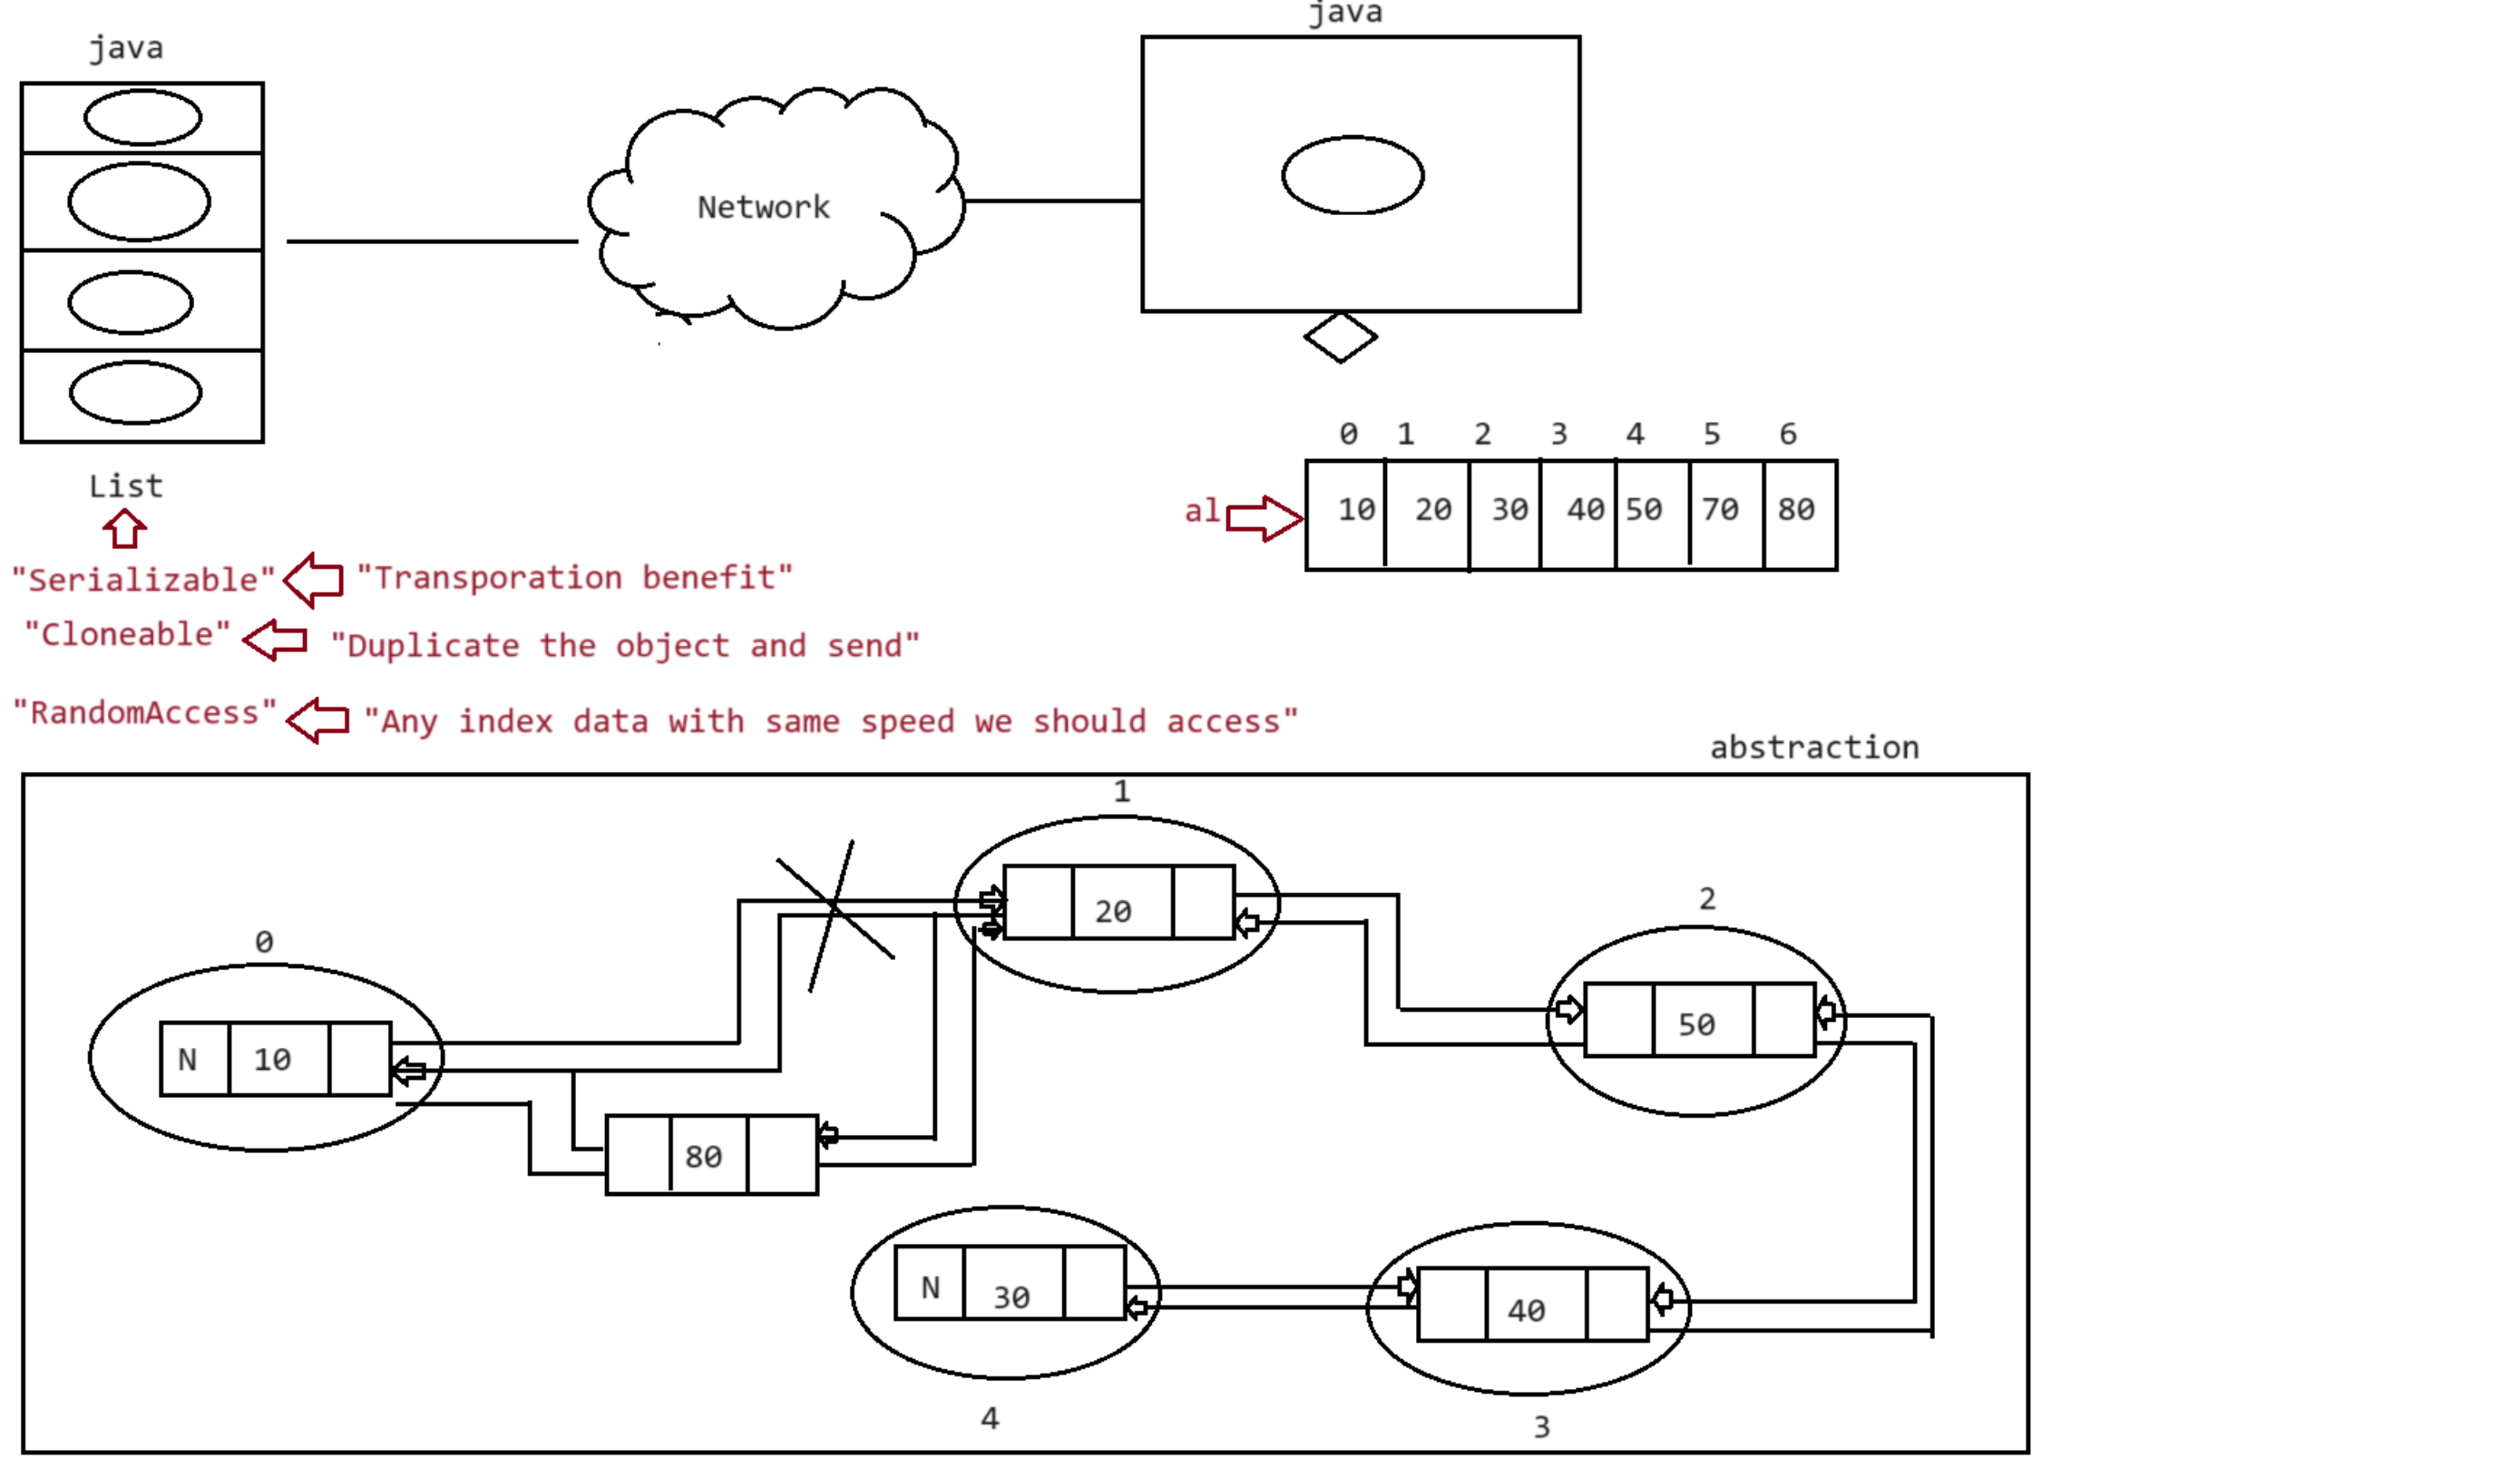 java
java
Network
List
0 1 2 3 4 5 6
al
10 20 30 40 50 70 80
"Serializable" "Transporation benefit"
"Cloneable" "Duplicate the object and send"
"RandomAccess" "Any index data with same speed we should access"
abstraction
1
20
2
50
0
N 10
80
N 30
40
4
3